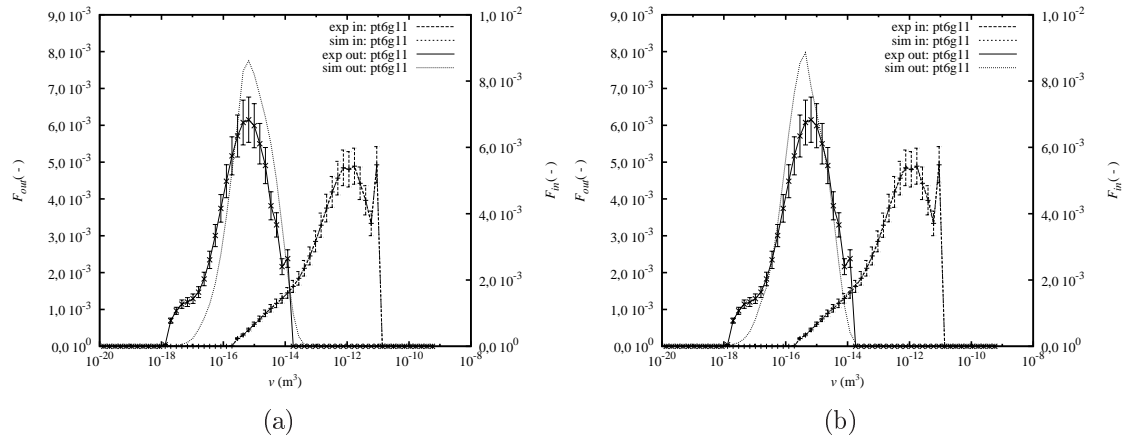 9,0 10⁻³
8,0 10⁻³
7,0 10⁻³
6,0 10⁻³
5,0 10⁻³
4,0 10⁻³
3,0 10⁻³
2,0 10⁻³
1,0 10⁻³
0,0 10⁰
F_out( - )
1,0 10⁻²
8,0 10⁻³
6,0 10⁻³
4,0 10⁻³
2,0 10⁻³
0,0 10⁰
F_in( - )
exp in: pt6g11
sim in: pt6g11
exp out: pt6g11
sim out: pt6g11
10⁻²⁰ 10⁻¹⁸ 10⁻¹⁶ 10⁻¹⁴ 10⁻¹² 10⁻¹⁰ 10⁻⁸
v (m³)
(a)
9,0 10⁻³
8,0 10⁻³
7,0 10⁻³
6,0 10⁻³
5,0 10⁻³
4,0 10⁻³
3,0 10⁻³
2,0 10⁻³
1,0 10⁻³
0,0 10⁰
F_out( - )
1,0 10⁻²
8,0 10⁻³
6,0 10⁻³
4,0 10⁻³
2,0 10⁻³
0,0 10⁰
F_in( - )
exp in: pt6g11
sim in: pt6g11
exp out: pt6g11
sim out: pt6g11
10⁻²⁰ 10⁻¹⁸ 10⁻¹⁶ 10⁻¹⁴ 10⁻¹² 10⁻¹⁰ 10⁻⁸
v (m³)
(b)